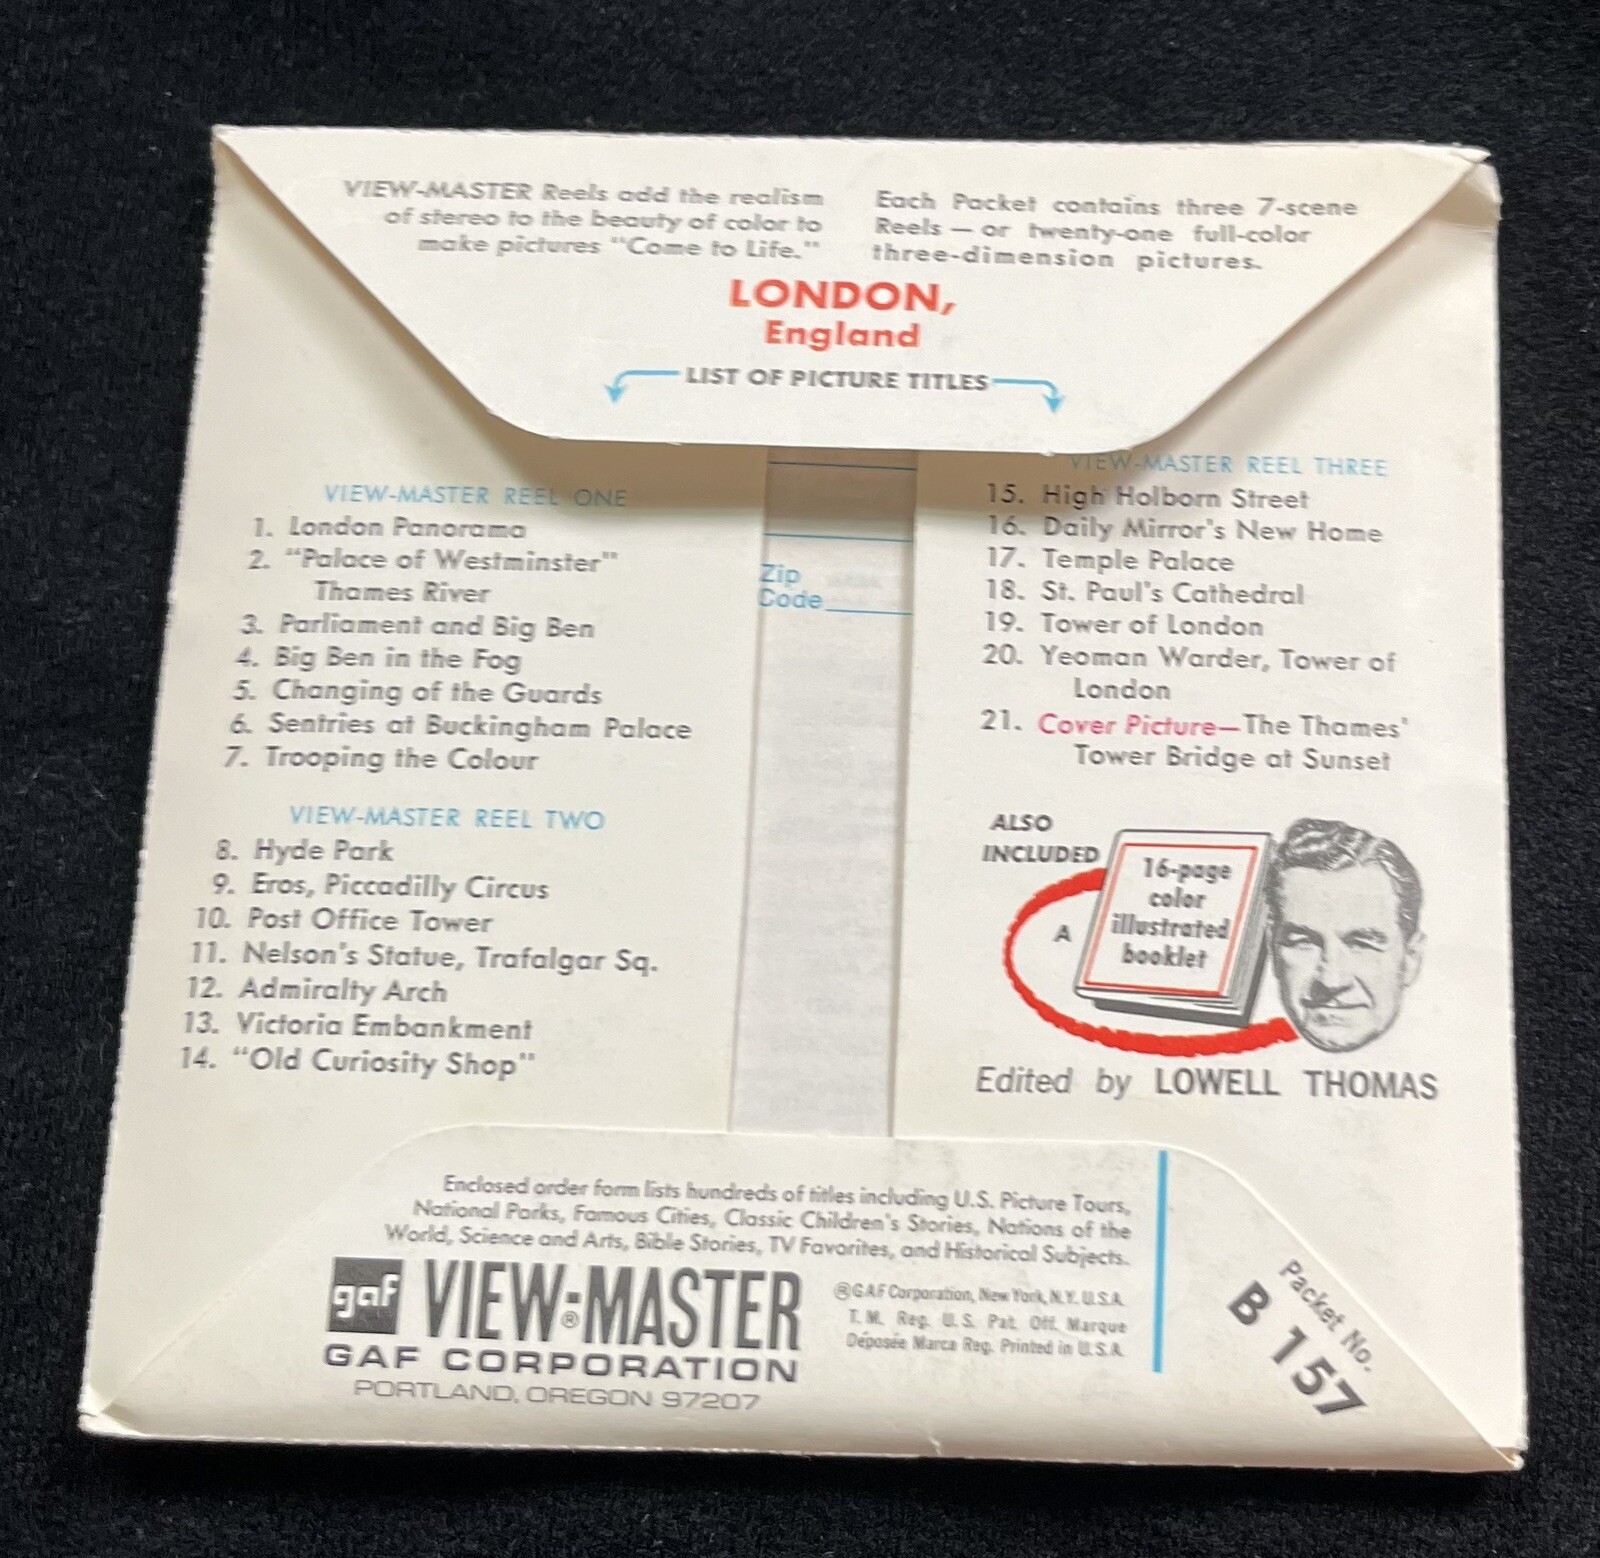 VIEW-MASTER Reels add the realism
of stereo to the beauty of color to
make pictures "Come to Life."
Each Packet contains three 7-scene
Reels — or twenty-one full-color
three-dimension pictures.
LONDON,
England
LIST OF PICTURE TITLES
VIEW-MASTER REEL ONE
1. London Panorama
2. "Palace of Westminster"
Thames River
3. Parliament and Big Ben
4. Big Ben in the Fog
5. Changing of the Guards
6. Sentries at Buckingham Palace
7. Trooping the Colour
VIEW-MASTER REEL TWO
8. Hyde Park
9. Eros, Piccadilly Circus
10. Post Office Tower
11. Nelson's Statue, Trafalgar Sq.
12. Admiralty Arch
13. Victoria Embankment
14. "Old Curiosity Shop"
Zip
Code
VIEW-MASTER REEL THREE
15. High Holborn Street
16. Daily Mirror's New Home
17. Temple Palace
18. St. Paul's Cathedral
19. Tower of London
20. Yeoman Warder, Tower of
London
21. Cover Picture—The Thames'
Tower Bridge at Sunset
ALSO
INCLUDED
A
16-page
color
illustrated
booklet
Edited by LOWELL THOMAS
Enclosed order form lists hundreds of titles including U.S. Picture Tours,
National Parks, Famous Cities, Classic Children's Stories, Nations of the
World, Science and Arts, Bible Stories, TV Favorites, and Historical Subjects.
gaf VIEW-MASTER®
GAF CORPORATION
PORTLAND, OREGON 97207
®GAF Corporation, New York, N.Y. U.S.A.
T. M. Reg. U. S. Pat. Off. Marque
Déposée Marca Reg. Printed in U.S.A.
Packet No.
B 157